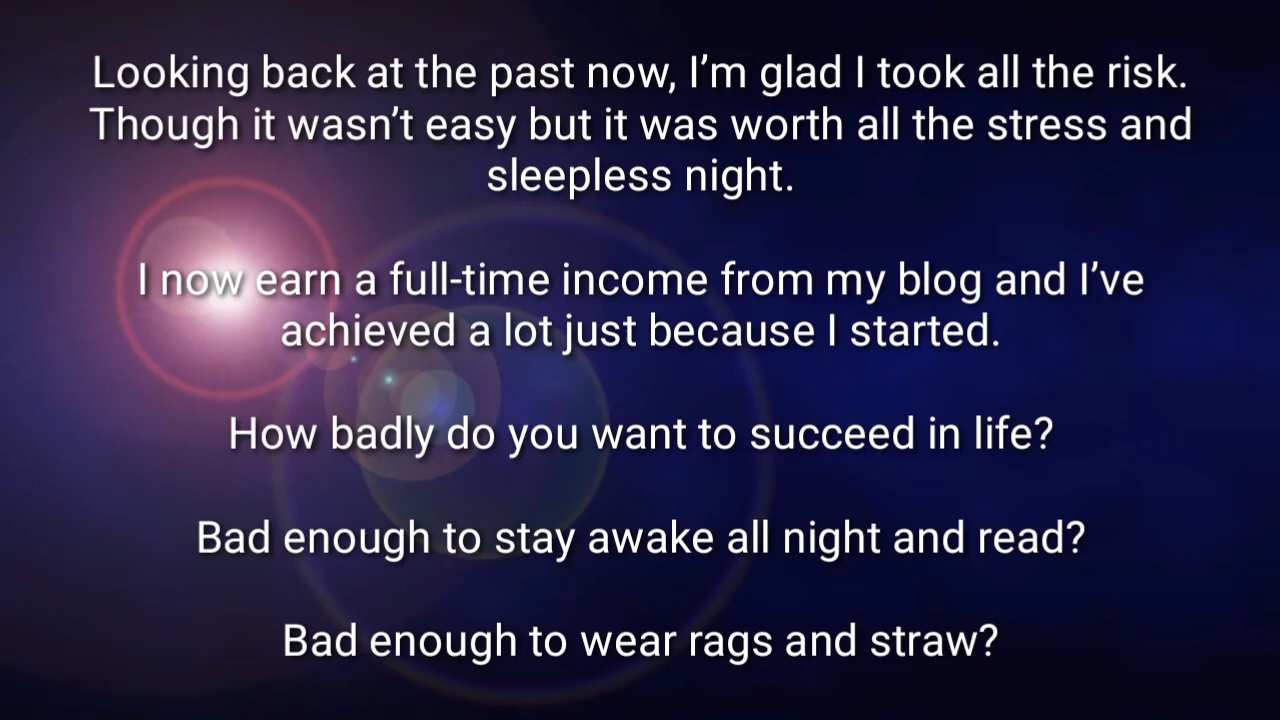 Looking back at the past now, I’m glad I took all the risk.
Though it wasn’t easy but it was worth all the stress and
sleepless night.
I now earn a full-time income from my blog and I’ve
achieved a lot just because I started.
How badly do you want to succeed in life?
Bad enough to stay awake all night and read?
Bad enough to wear rags and straw?